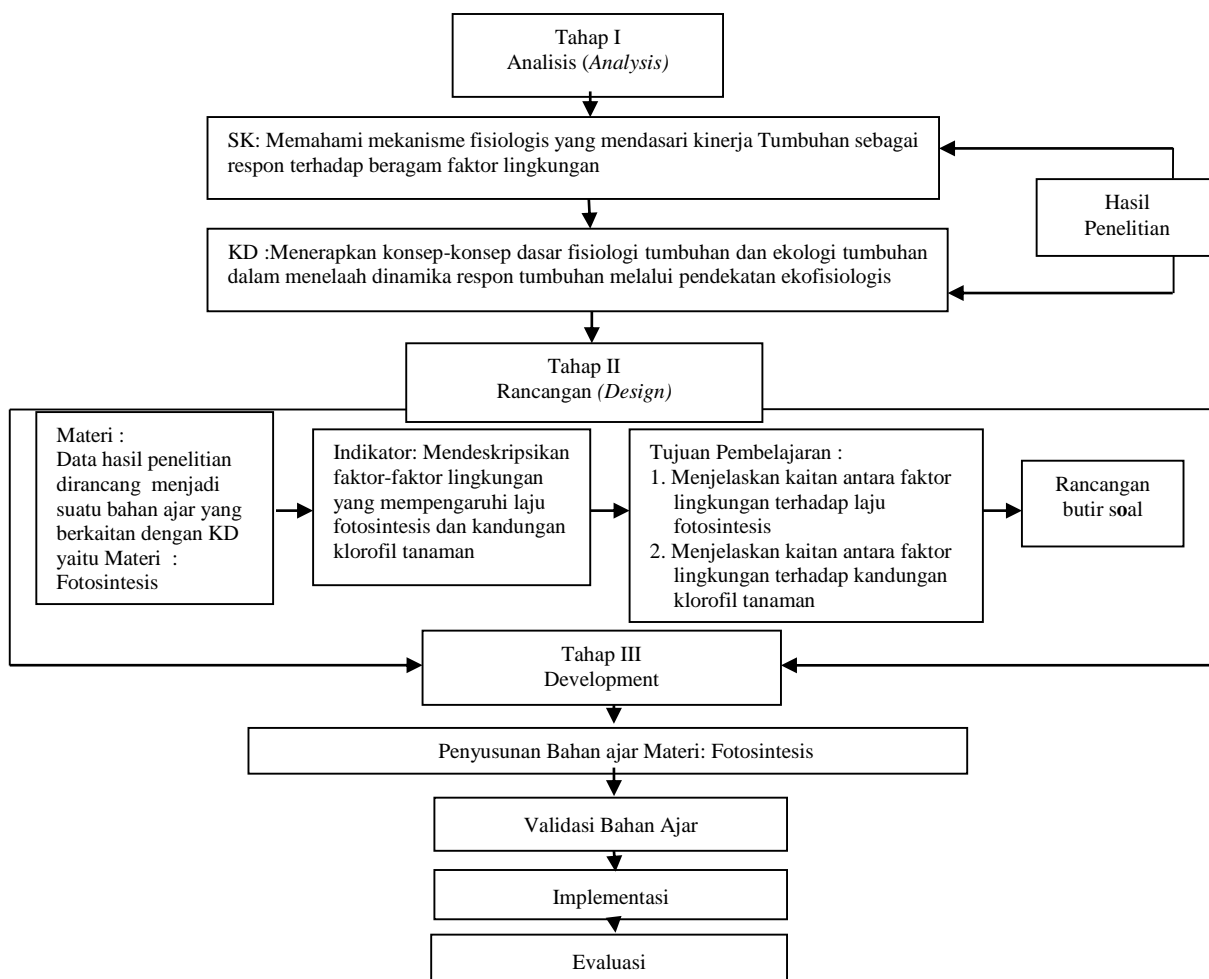 Tahap I
Analisis (Analysis)
SK: Memahami mekanisme fisiologis yang mendasari kinerja Tumbuhan sebagai
respon terhadap beragam faktor lingkungan
Hasil
Penelitian
KD :Menerapkan konsep-konsep dasar fisiologi tumbuhan dan ekologi tumbuhan
dalam menelaah dinamika respon tumbuhan melalui pendekatan ekofisiologis
Tahap II
Rancangan (Design)
Materi :
Data hasil penelitian
dirancang menjadi
suatu bahan ajar yang
berkaitan dengan KD
yaitu Materi :
Fotosintesis
Indikator: Mendeskripsikan
faktor-faktor lingkungan
yang mempengaruhi laju
fotosintesis dan kandungan
klorofil tanaman
Tujuan Pembelajaran :
1. Menjelaskan kaitan antara faktor
lingkungan terhadap laju
fotosintesis
2. Menjelaskan kaitan antara faktor
lingkungan terhadap kandungan
klorofil tanaman
Rancangan
butir soal
Tahap III
Development
Penyusunan Bahan ajar Materi: Fotosintesis
Validasi Bahan Ajar
Implementasi
Evaluasi